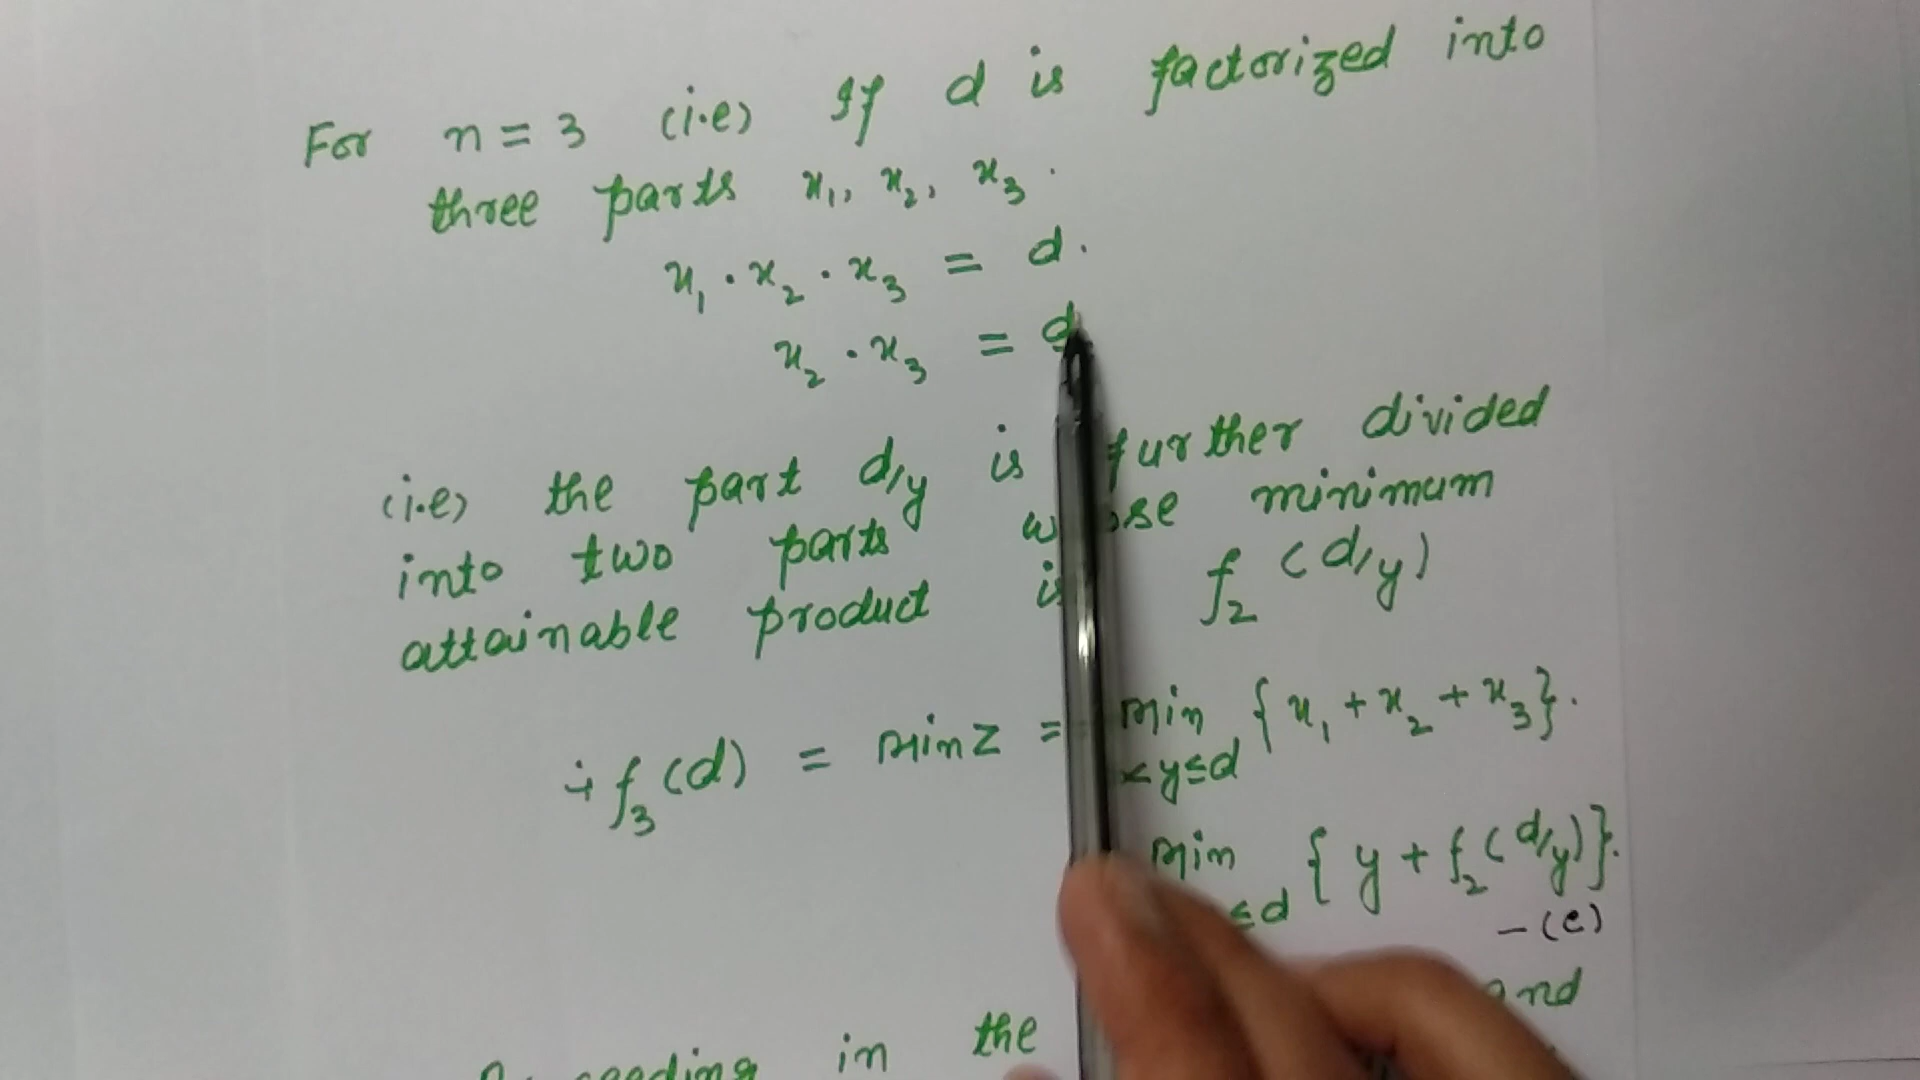 For n = 3 (i.e) If d is factorized into
three parts x₁, x₂, x₃.
x₁ · x₂ · x₃ = d.
x₂ · x₃ = d
(i.e) the part d/y is further divided
into two parts whose minimum
attainable product is f₂(d/y)
∴ f₃(d) = Min Z = Min {x₁ + x₂ + x₃}.
<y≤d
Min {y + f₂(d/y)}.
≤d
-(e)
in the and